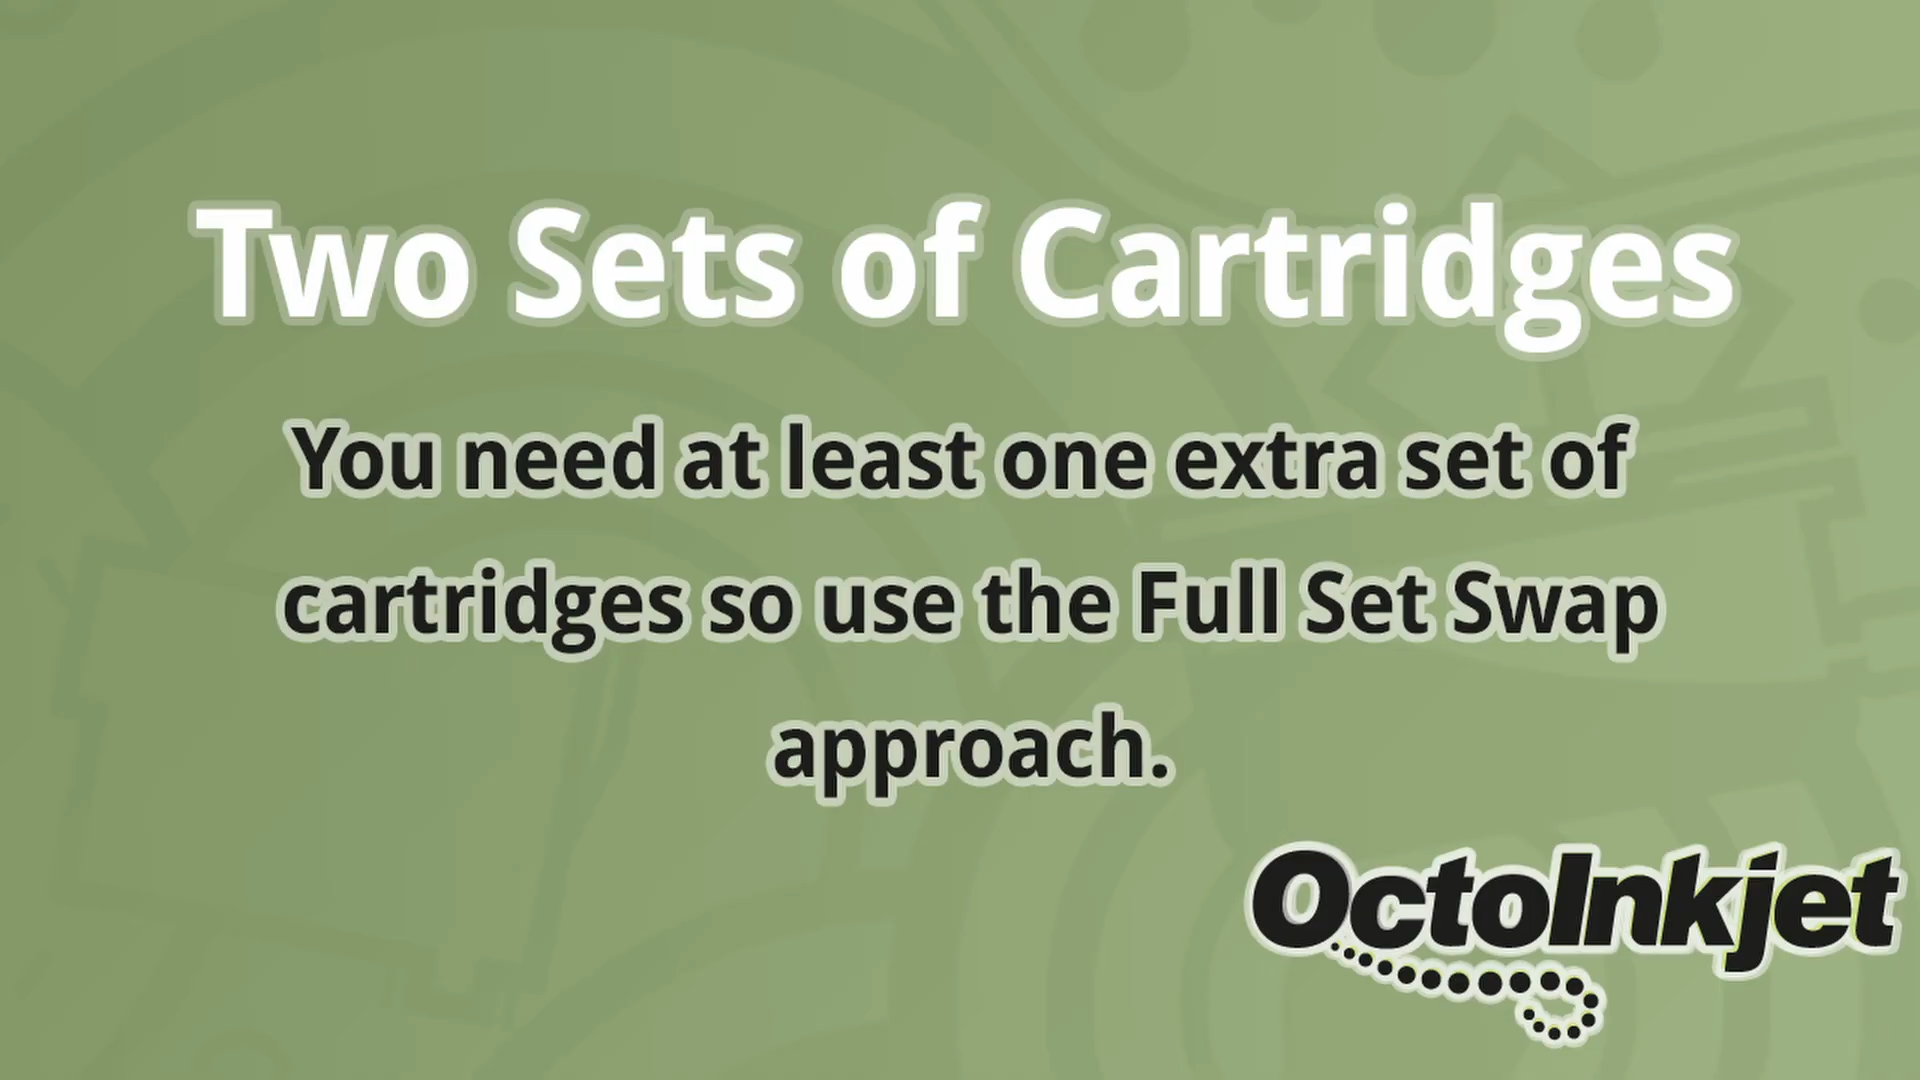 Two Sets of Cartridges
You need at least one extra set of
cartridges so use the Full Set Swap
approach.
OctoInkjet